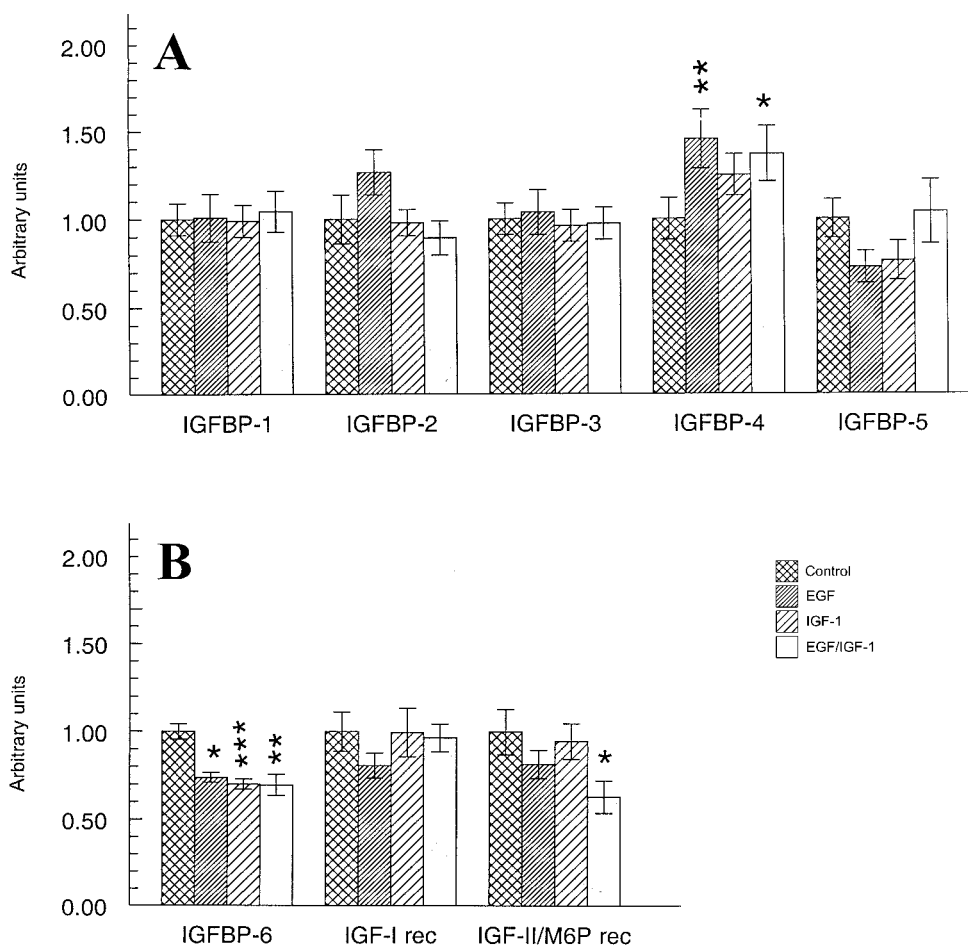 A
2.00
1.50
1.00
0.50
0.00
Arbitrary units
** *
IGFBP-1 IGFBP-2 IGFBP-3 IGFBP-4 IGFBP-5
B
2.00
1.50
1.00
0.50
0.00
Arbitrary units
* *** ** *
IGFBP-6 IGF-I rec IGF-II/M6P rec
Control
EGF
IGF-1
EGF/IGF-1